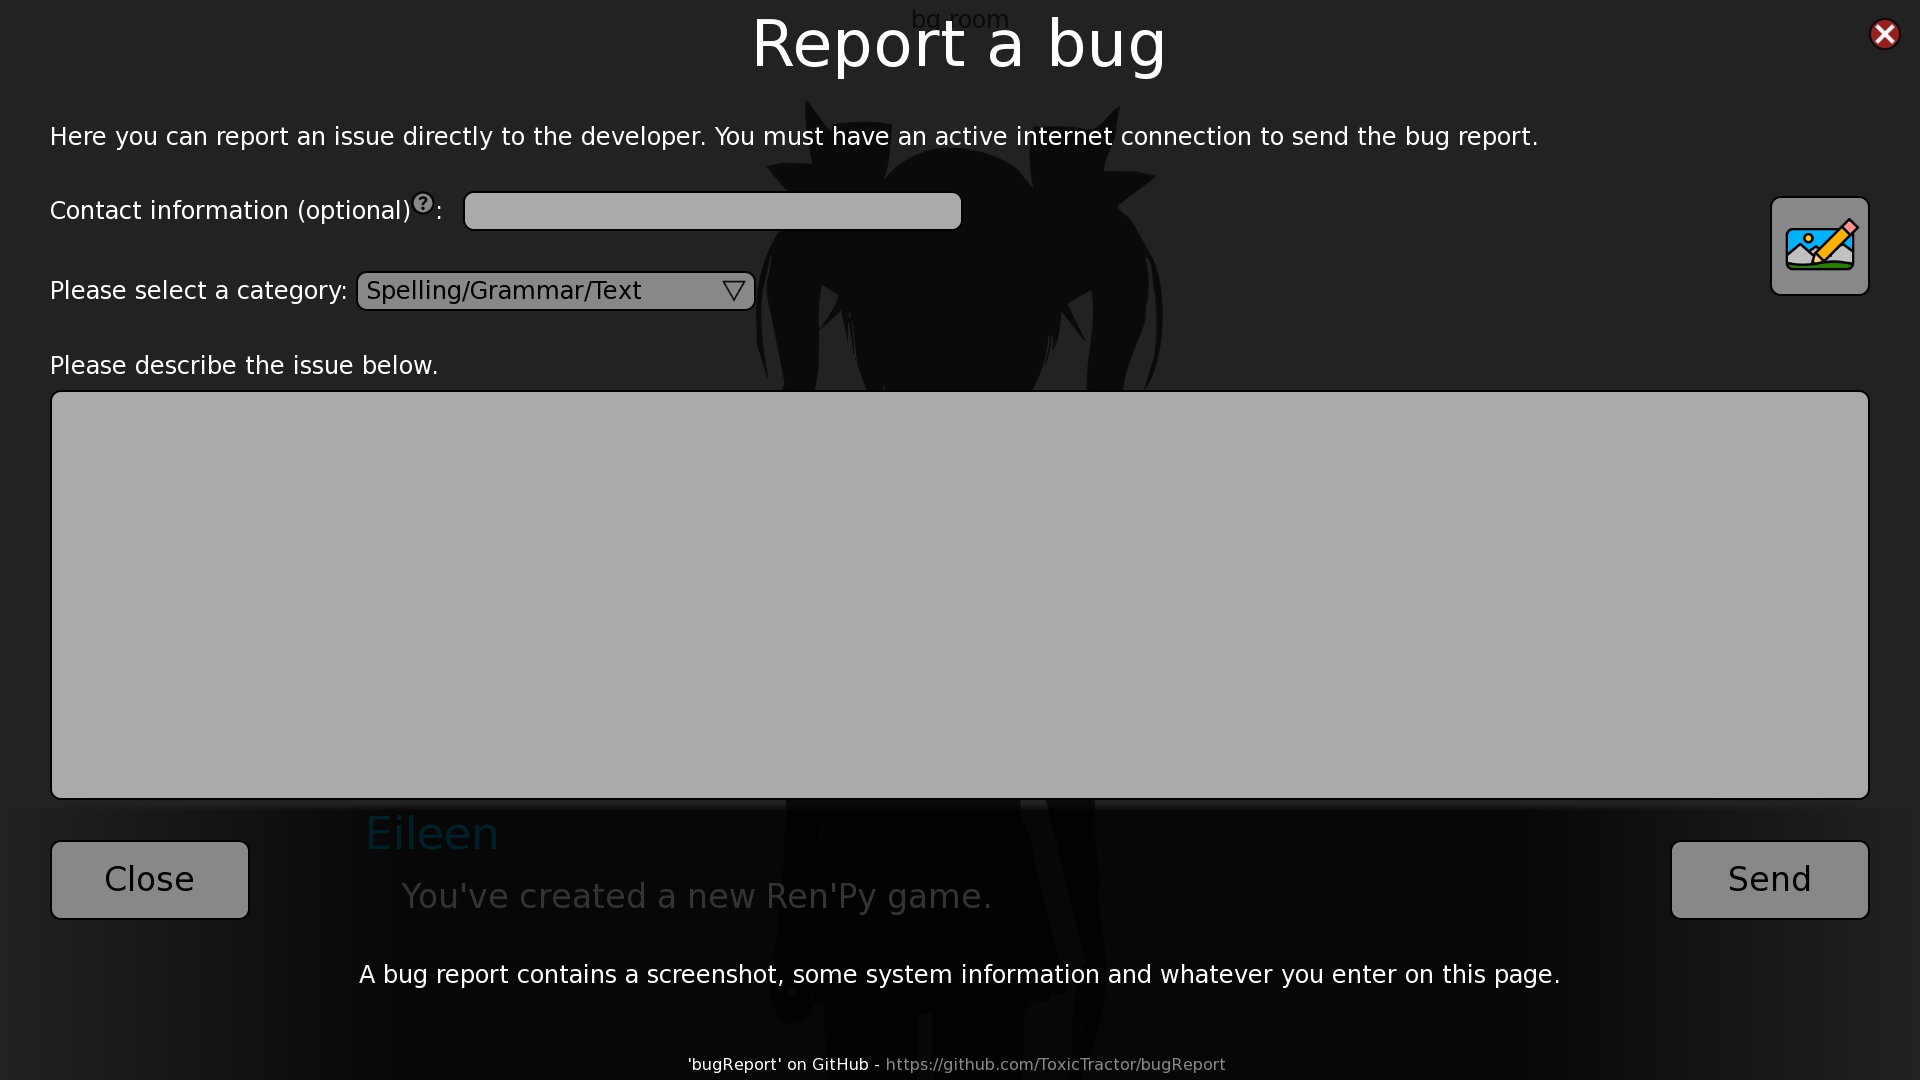 bg room
Report a bug
Here you can report an issue directly to the developer. You must have an active internet connection to send the bug report.
Contact information (optional)?:
Please select a category: Spelling/Grammar/Text
Please describe the issue below.
Eileen
Close
You've created a new Ren'Py game.
Send
A bug report contains a screenshot, some system information and whatever you enter on this page.
'bugReport' on GitHub - https://github.com/ToxicTractor/bugReport